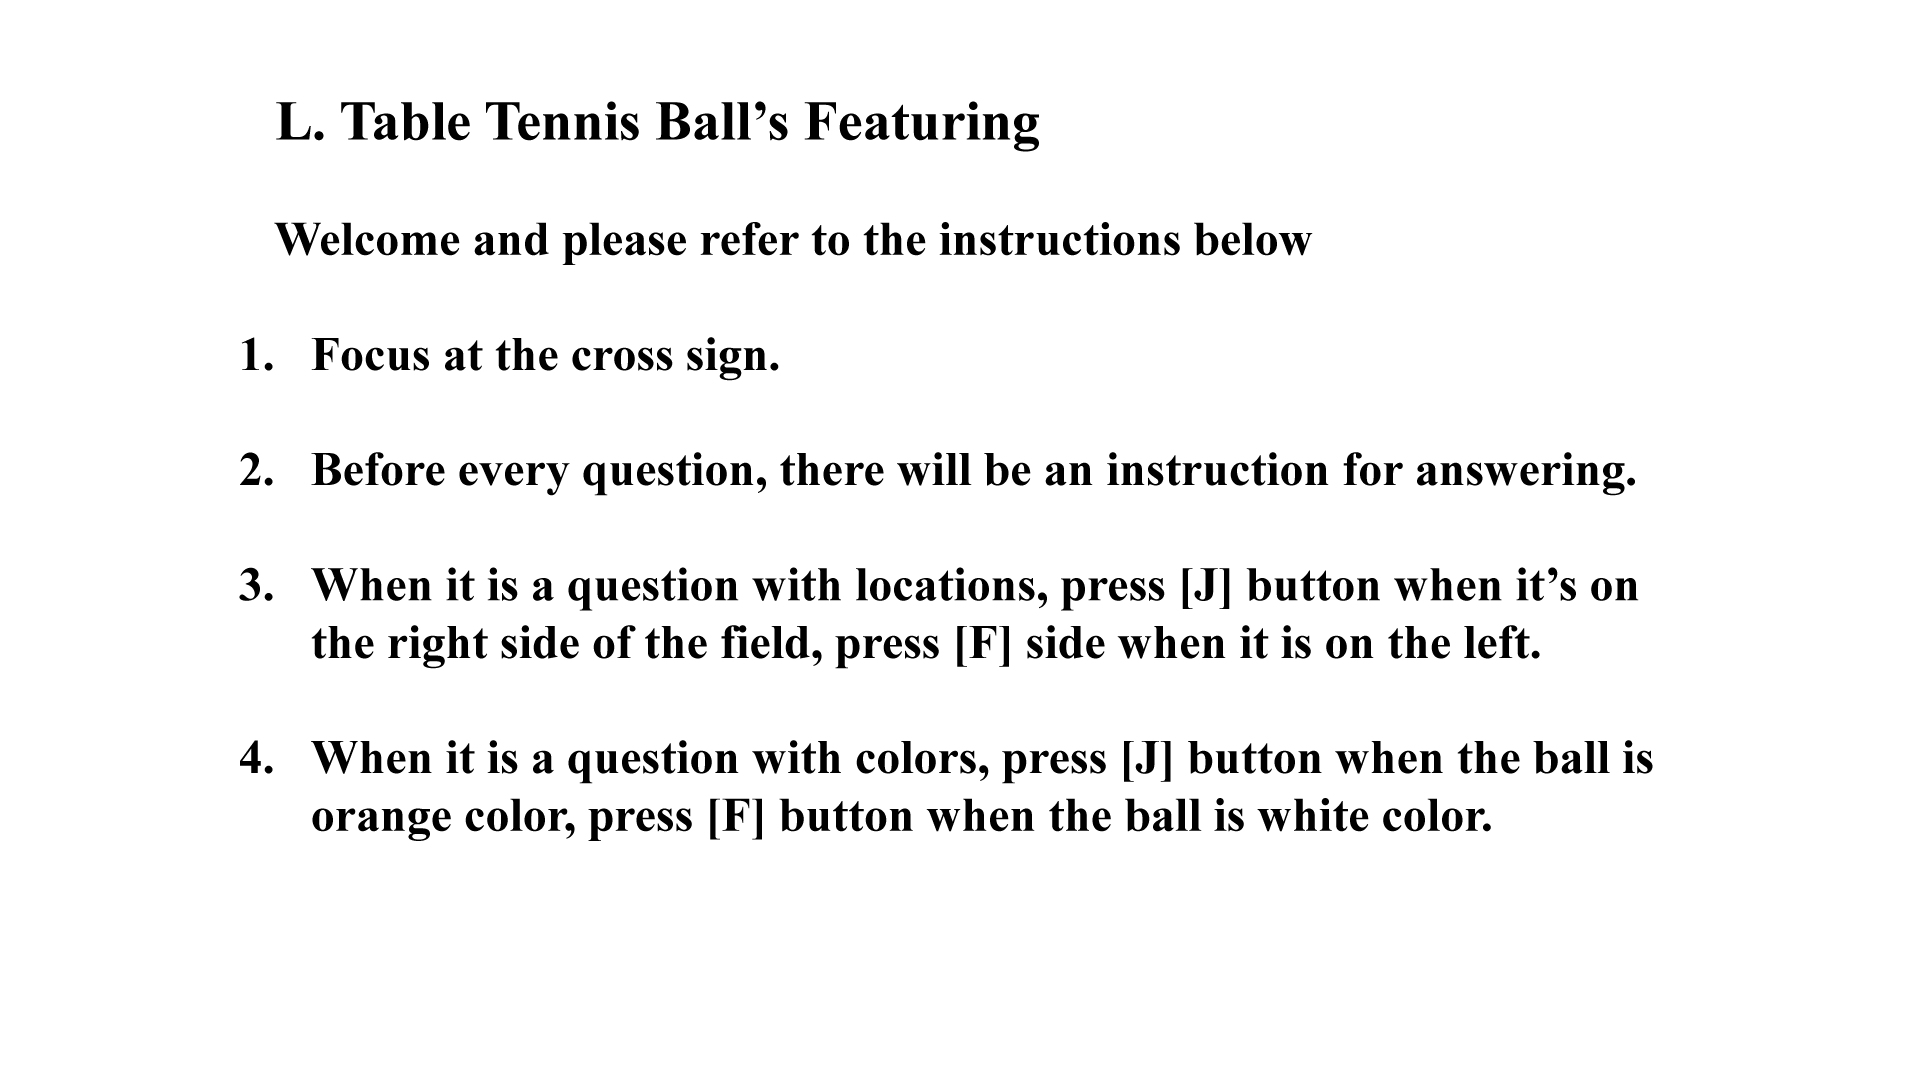 L. Table Tennis Ball’s Featuring
Welcome and please refer to the instructions below
1. Focus at the cross sign.
2. Before every question, there will be an instruction for answering.
3. When it is a question with locations, press [J] button when it’s on
the right side of the field, press [F] side when it is on the left.
4. When it is a question with colors, press [J] button when the ball is
orange color, press [F] button when the ball is white color.